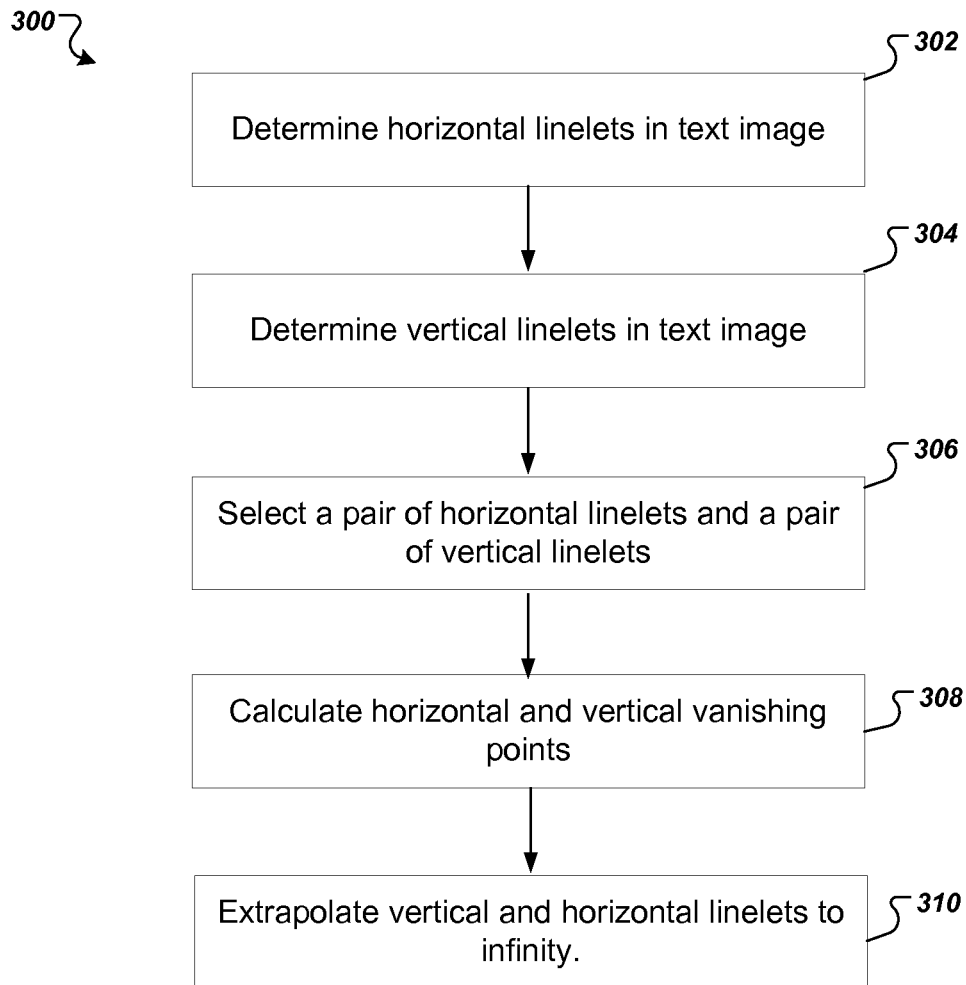 300
302
Determine horizontal linelets in text image
304
Determine vertical linelets in text image
306
Select a pair of horizontal linelets and a pair
of vertical linelets
308
Calculate horizontal and vertical vanishing
points
310
Extrapolate vertical and horizontal linelets to
infinity.